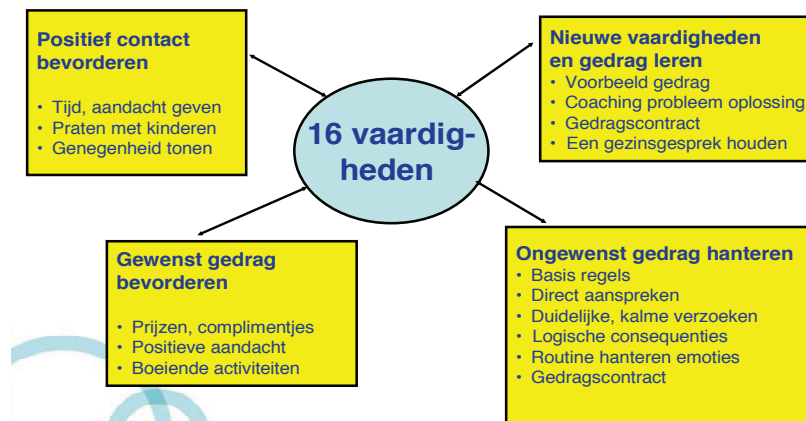 Positief contact
bevorderen
• Tijd, aandacht geven
• Praten met kinderen
• Genegenheid tonen
Nieuwe vaardigheden
en gedrag leren
• Voorbeeld gedrag
• Coaching probleem oplossing
• Gedragscontract
• Een gezinsgesprek houden
16 vaardig-
heden
Gewenst gedrag
bevorderen
• Prijzen, complimentjes
• Positieve aandacht
• Boeiende activiteiten
Ongewenst gedrag hanteren
• Basis regels
• Direct aanspreken
• Duidelijke, kalme verzoeken
• Logische consequenties
• Routine hanteren emoties
• Gedragscontract